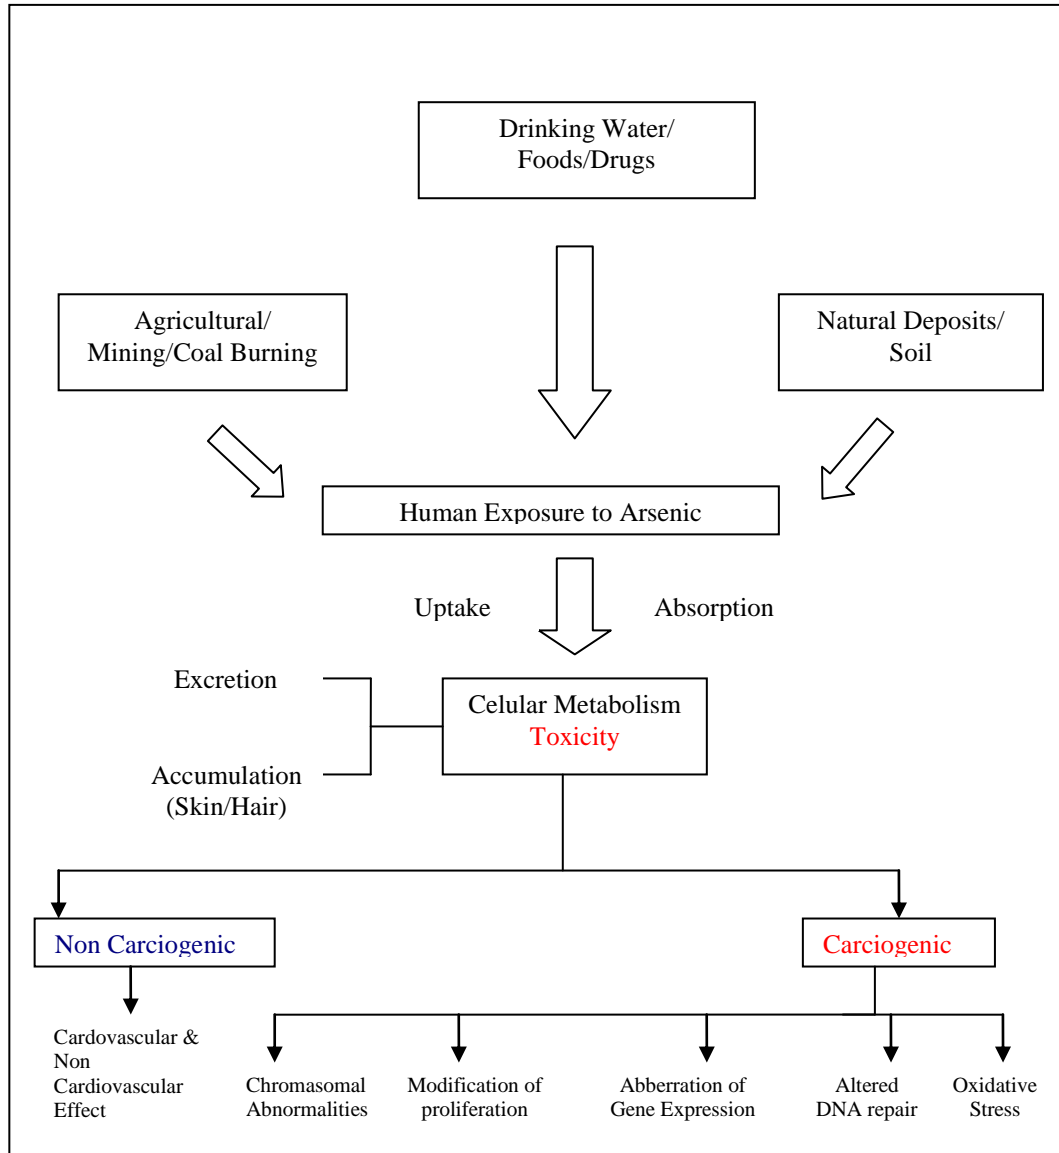 Drinking Water/
Foods/Drugs
Agricultural/
Mining/Coal Burning
Natural Deposits/
Soil
Human Exposure to Arsenic
Uptake
Absorption
Excretion
Celular Metabolism
Toxicity
Accumulation
(Skin/Hair)
Non Carciogenic
Carciogenic
Cardovascular &
Non
Cardiovascular
Effect
Chromasomal
Abnormalities
Modification of
proliferation
Abberration of
Gene Expression
Altered
DNA repair
Oxidative
Stress